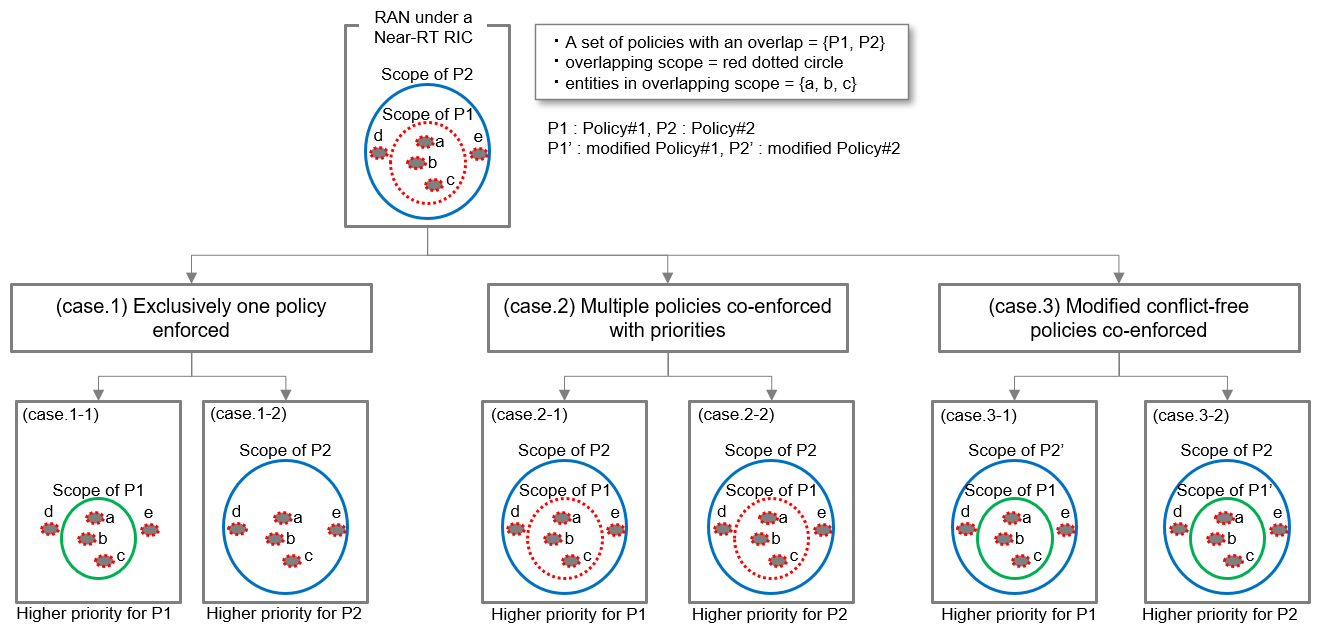 RAN under a
Near-RT RIC
Scope of P2
Scope of P1
d
a
e
b
c
・A set of policies with an overlap = {P1, P2}
・overlapping scope = red dotted circle
・entities in overlapping scope = {a, b, c}
P1 : Policy#1, P2 : Policy#2
P1’ : modified Policy#1, P2’ : modified Policy#2
(case.1) Exclusively one policy
enforced
(case.2) Multiple policies co-enforced
with priorities
(case.3) Modified conflict-free
policies co-enforced
(case.1-1)
Scope of P1
d
a
e
b
c
Higher priority for P1
(case.1-2)
Scope of P2
d
a
e
b
c
Higher priority for P2
(case.2-1)
Scope of P2
Scope of P1
d
a
e
b
c
Higher priority for P1
(case.2-2)
Scope of P2
Scope of P1
d
a
e
b
c
Higher priority for P2
(case.3-1)
Scope of P2’
Scope of P1
d
a
e
b
c
Higher priority for P1
(case.3-2)
Scope of P2
Scope of P1’
d
a
e
b
c
Higher priority for P2